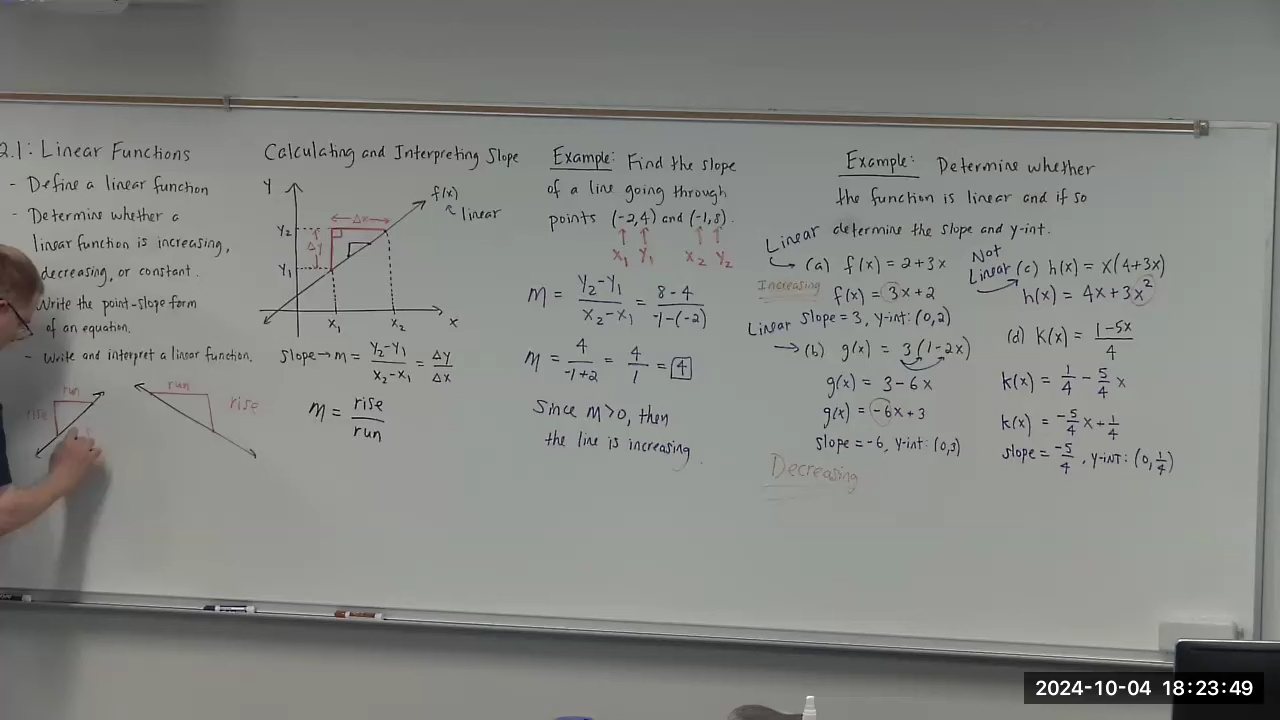 2.1: Linear Functions
- Define a linear function
- Determine whether a
linear function is increasing,
decreasing, or constant.
Write the point-slope form
of an equation.
- Write and interpret a linear function.
run
rise
run
rise
Calculating and Interpreting Slope
y
f(x)
linear
Δx
y₂
Δy
y₁
x₁
x₂
x
Slope → m = (y₂-y₁)/(x₂-x₁) = Δy/Δx
m = rise/run
Example: Find the slope
of a line going through
points (-2,4) and (-1,8).
x₁ y₁ x₂ y₂
m = (y₂-y₁)/(x₂-x₁) = (8-4)/(-1-(-2))
m = 4/(-1+2) = 4/1 = 4
Since m>0, then
the line is increasing.
Example: Determine whether
the function is linear and if so
determine the slope and y-int.
Linear
(a) f(x) = 2+3x
Increasing
f(x) = 3x+2
slope = 3, y-int: (0,2)
Linear
(b) g(x) = 3(1-2x)
g(x) = 3-6x
g(x) = -6x+3
slope = -6, y-int: (0,3)
Decreasing
Not
Linear
(c) h(x) = x(4+3x)
h(x) = 4x+3x²
(d) k(x) = (1-5x)/4
k(x) = 1/4 - 5/4 x
k(x) = -5/4 x + 1/4
slope = -5/4, y-int: (0, 1/4)
2024-10-04 18:23:49